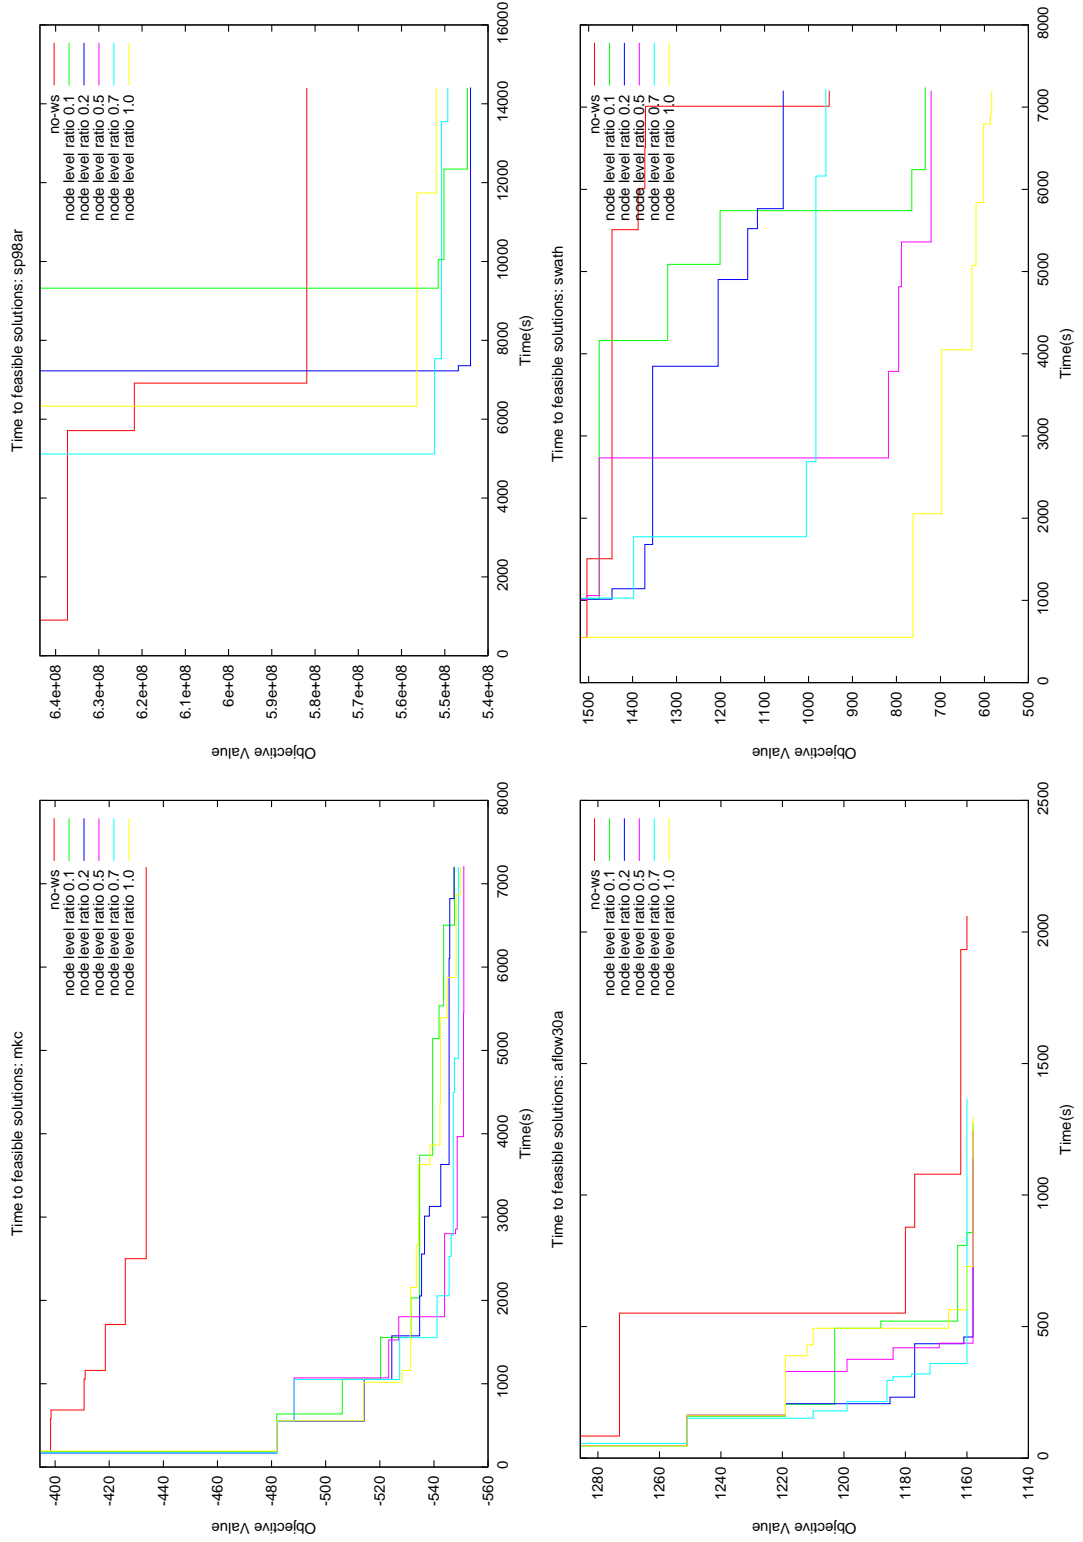 Time to feasible solutions: mkc
Objective Value
-400
-420
-440
-460
-480
-500
-520
-540
-560
no-ws
node level ratio 0.1
node level ratio 0.2
node level ratio 0.5
node level ratio 0.7
node level ratio 1.0
0 1000 2000 3000 4000 5000 6000 7000 8000
Time(s)
Time to feasible solutions: sp98ar
Objective Value
6.4e+08
6.3e+08
6.2e+08
6.1e+08
6e+08
5.9e+08
5.8e+08
5.7e+08
5.6e+08
5.5e+08
5.4e+08
no-ws
node level ratio 0.1
node level ratio 0.2
node level ratio 0.5
node level ratio 0.7
node level ratio 1.0
0 2000 4000 6000 8000 10000 12000 14000 16000
Time(s)
Time to feasible solutions: aflow30a
Objective Value
1280
1260
1240
1220
1200
1180
1160
1140
no-ws
node level ratio 0.1
node level ratio 0.2
node level ratio 0.5
node level ratio 0.7
node level ratio 1.0
0 500 1000 1500 2000 2500
Time(s)
Time to feasible solutions: swath
Objective Value
1500
1400
1300
1200
1100
1000
900
800
700
600
500
no-ws
node level ratio 0.1
node level ratio 0.2
node level ratio 0.5
node level ratio 0.7
node level ratio 1.0
0 1000 2000 3000 4000 5000 6000 7000 8000
Time(s)